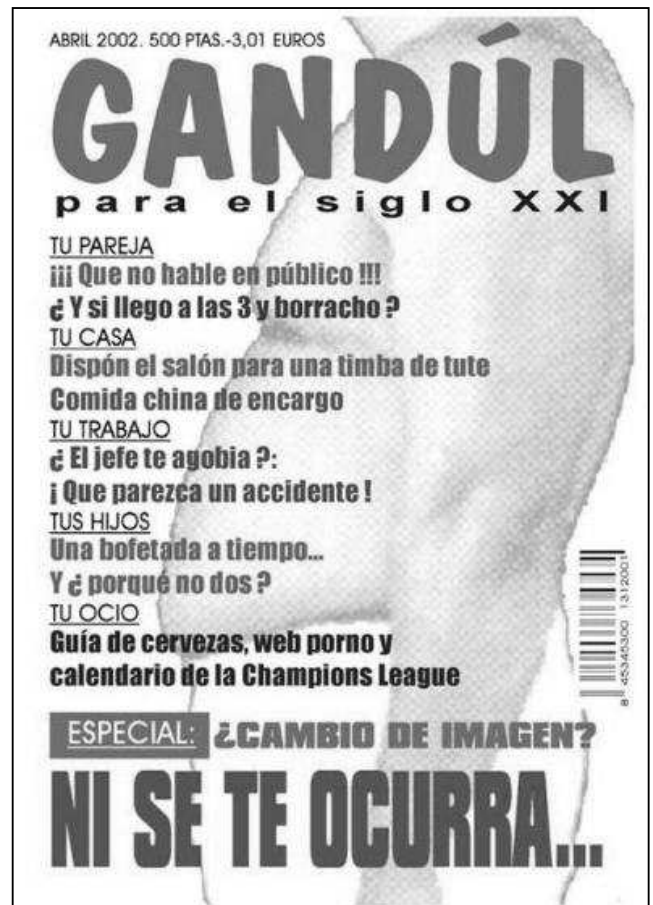 ABRIL 2002. 500 PTAS.-3,01 EUROS
GANDÚL
para el siglo XXI
TU PAREJA
¡¡¡ Que no hable en público !!!
¿ Y si llego a las 3 y borracho ?
TU CASA
Dispón el salón para una timba de tute
Comida china de encargo
TU TRABAJO
¿ El jefe te agobia ?:
¡ Que parezca un accidente !
TUS HIJOS
Una bofetada a tiempo...
Y ¿ porqué no dos ?
TU OCIO
Guía de cervezas, web porno y
calendario de la Champions League
8 45345300 1312001
ESPECIAL: ¿CAMBIO DE IMAGEN?
NI SE TE OCURRA...